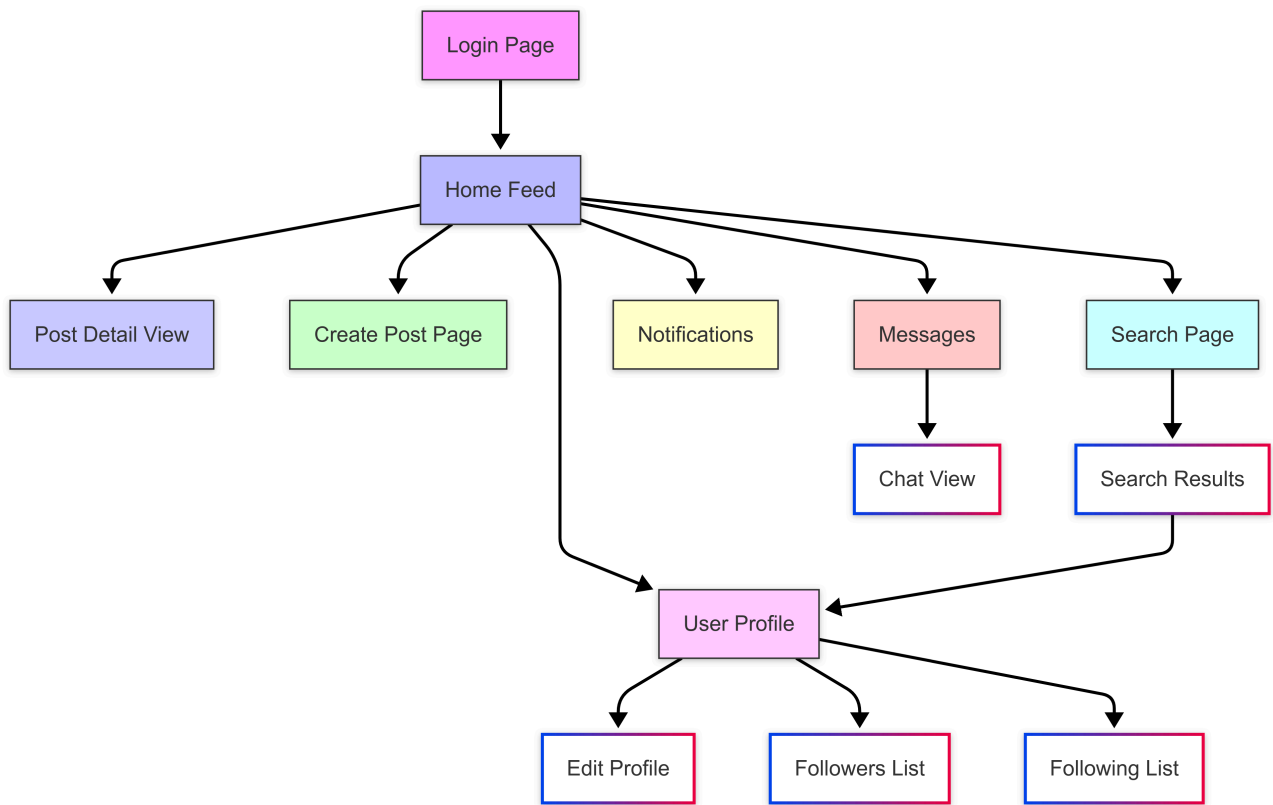 Login Page
Home Feed
Post Detail View
Create Post Page
Notifications
Messages
Search Page
Chat View
Search Results
User Profile
Edit Profile
Followers List
Following List